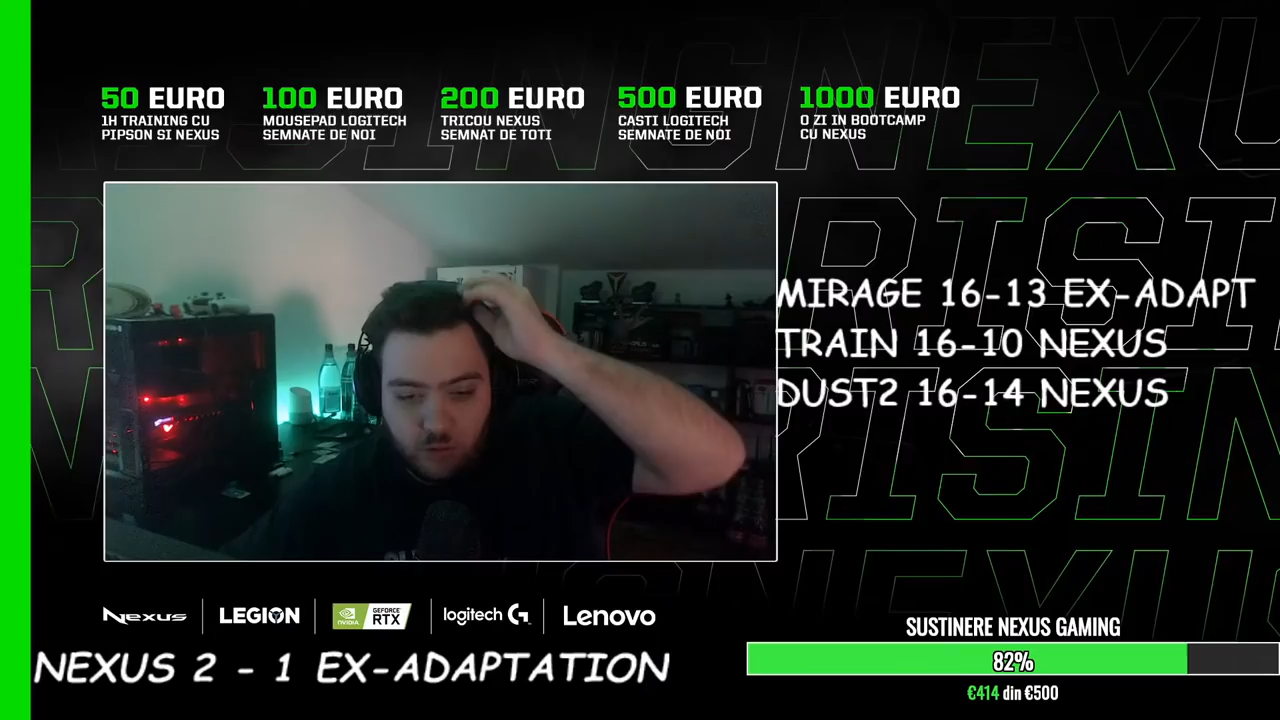 50 EURO
1H TRAINING CU
PIPSON SI NEXUS
100 EURO
MOUSEPAD LOGITECH
SEMNATE DE NOI
200 EURO
TRICOU NEXUS
SEMNAT DE TOTI
500 EURO
CASTI LOGITECH
SEMNATE DE NOI
1000 EURO
O ZI IN BOOTCAMP
CU NEXUS
MIRAGE 16-13 EX-ADAPT
TRAIN 16-10 NEXUS
DUST2 16-14 NEXUS
NEXUS
LEGION
NVIDIA
GEFORCE
RTX
logitech G
Lenovo
NEXUS 2 - 1 EX-ADAPTATION
SUSTINERE NEXUS GAMING
82%
€414 din €500